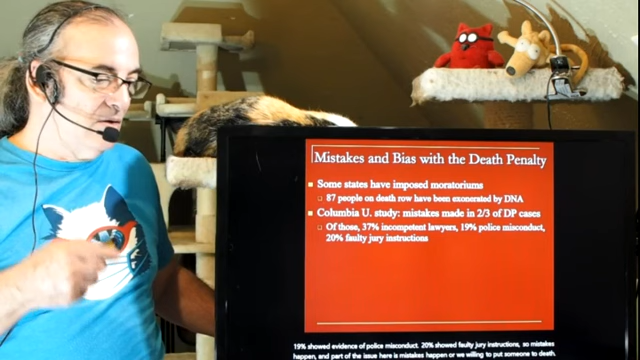 Mistakes and Bias with the Death Penalty
Some states have imposed moratoriums
87 people on death row have been exonerated by DNA
Columbia U. study: mistakes made in 2/3 of DP cases
Of those, 37% incompetent lawyers, 19% police misconduct,
20% faulty jury instructions
19% showed evidence of police misconduct. 20% showed faulty jury instructions, so mistakes
happen, and part of the issue here is mistakes happen or we willing to put someone to death